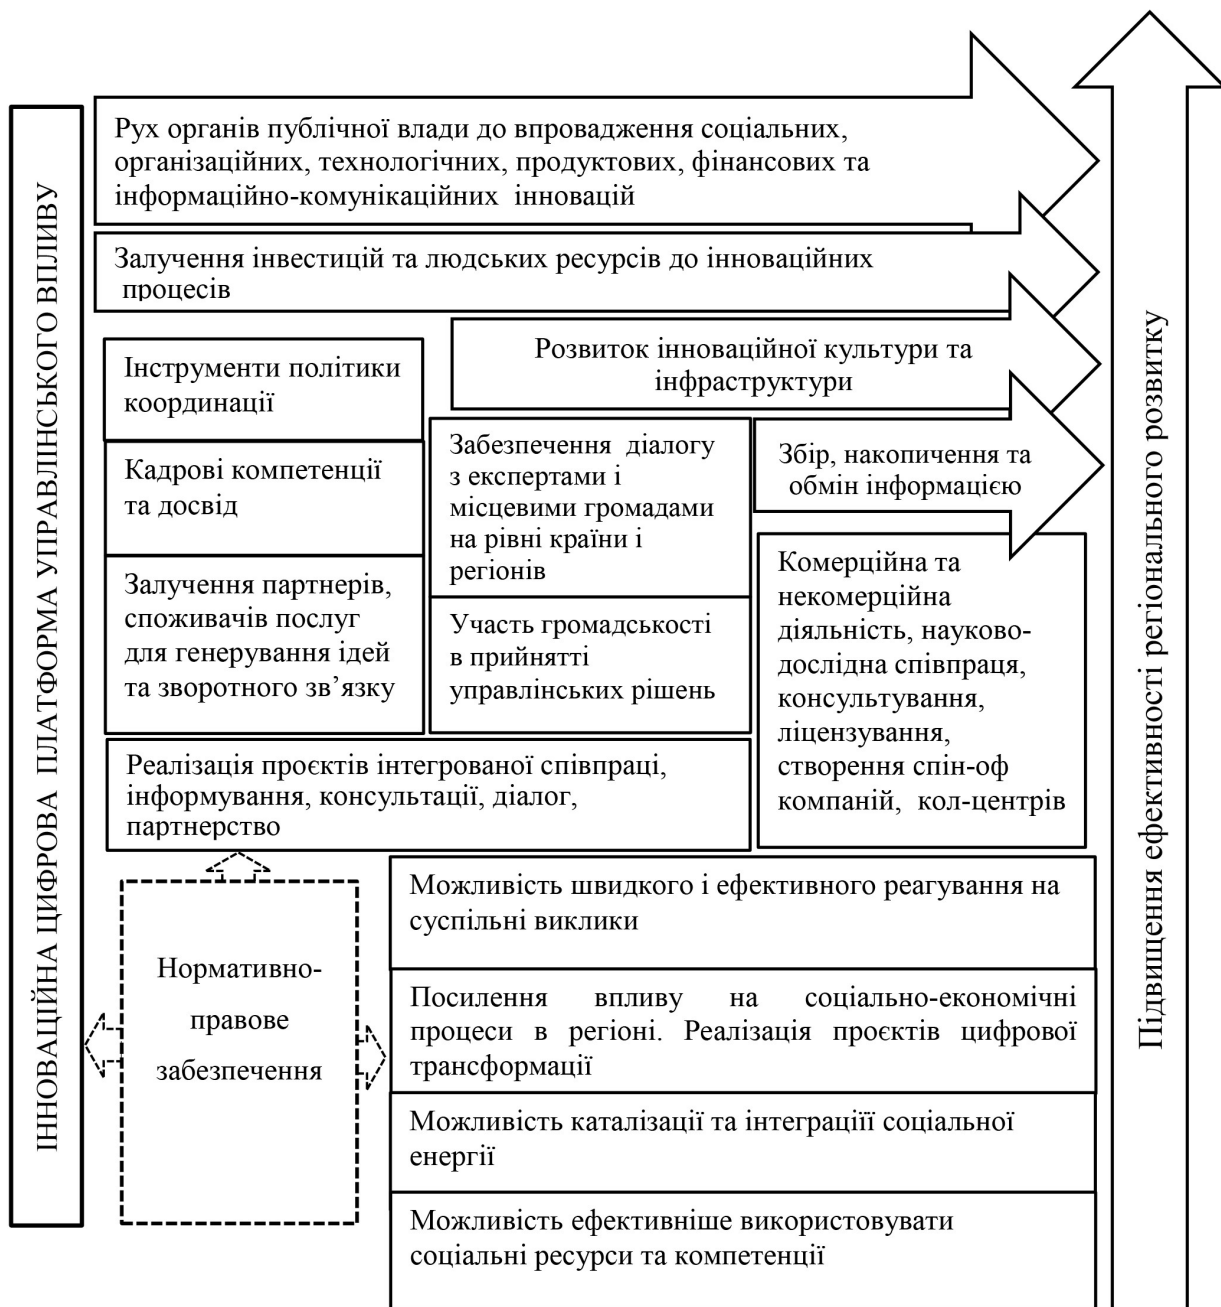 ІННОВАЦІЙНА ЦИФРОВА ПЛАТФОРМА УПРАВЛІНСЬКОГО ВПЛИВУ
Рух органів публічної влади до впровадження соціальних,
організаційних, технологічних, продуктових, фінансових та
інформаційно-комунікаційних інновацій
Залучення інвестицій та людських ресурсів до інноваційних
процесів
Розвиток інноваційної культури та
інфраструктури
Інструменти політики
координації
Кадрові компетенції
та досвід
Залучення партнерів,
споживачів послуг
для генерування ідей
та зворотного зв’язку
Забезпечення діалогу
з експертами і
місцевими громадами
на рівні країни і
регіонів
Участь громадськості
в прийнятті
управлінських рішень
Збір, накопичення та
обмін інформацією
Комерційна та
некомерційна
діяльність, науково-
дослідна співпраця,
консультування,
ліцензування,
створення спін-оф
компаній, кол-центрів
Реалізація проєктів інтегрованої співпраці,
інформування, консультації, діалог,
партнерство
Нормативно-
правове
забезпечення
Можливість швидкого і ефективного реагування на
суспільні виклики
Посилення впливу на соціально-економічні
процеси в регіоні. Реалізація проєктів цифрової
трансформації
Можливість каталізації та інтеграціїї соціальної
енергії
Можливість ефективніше використовувати
соціальні ресурси та компетенції
Підвищення ефективності регіонального розвитку